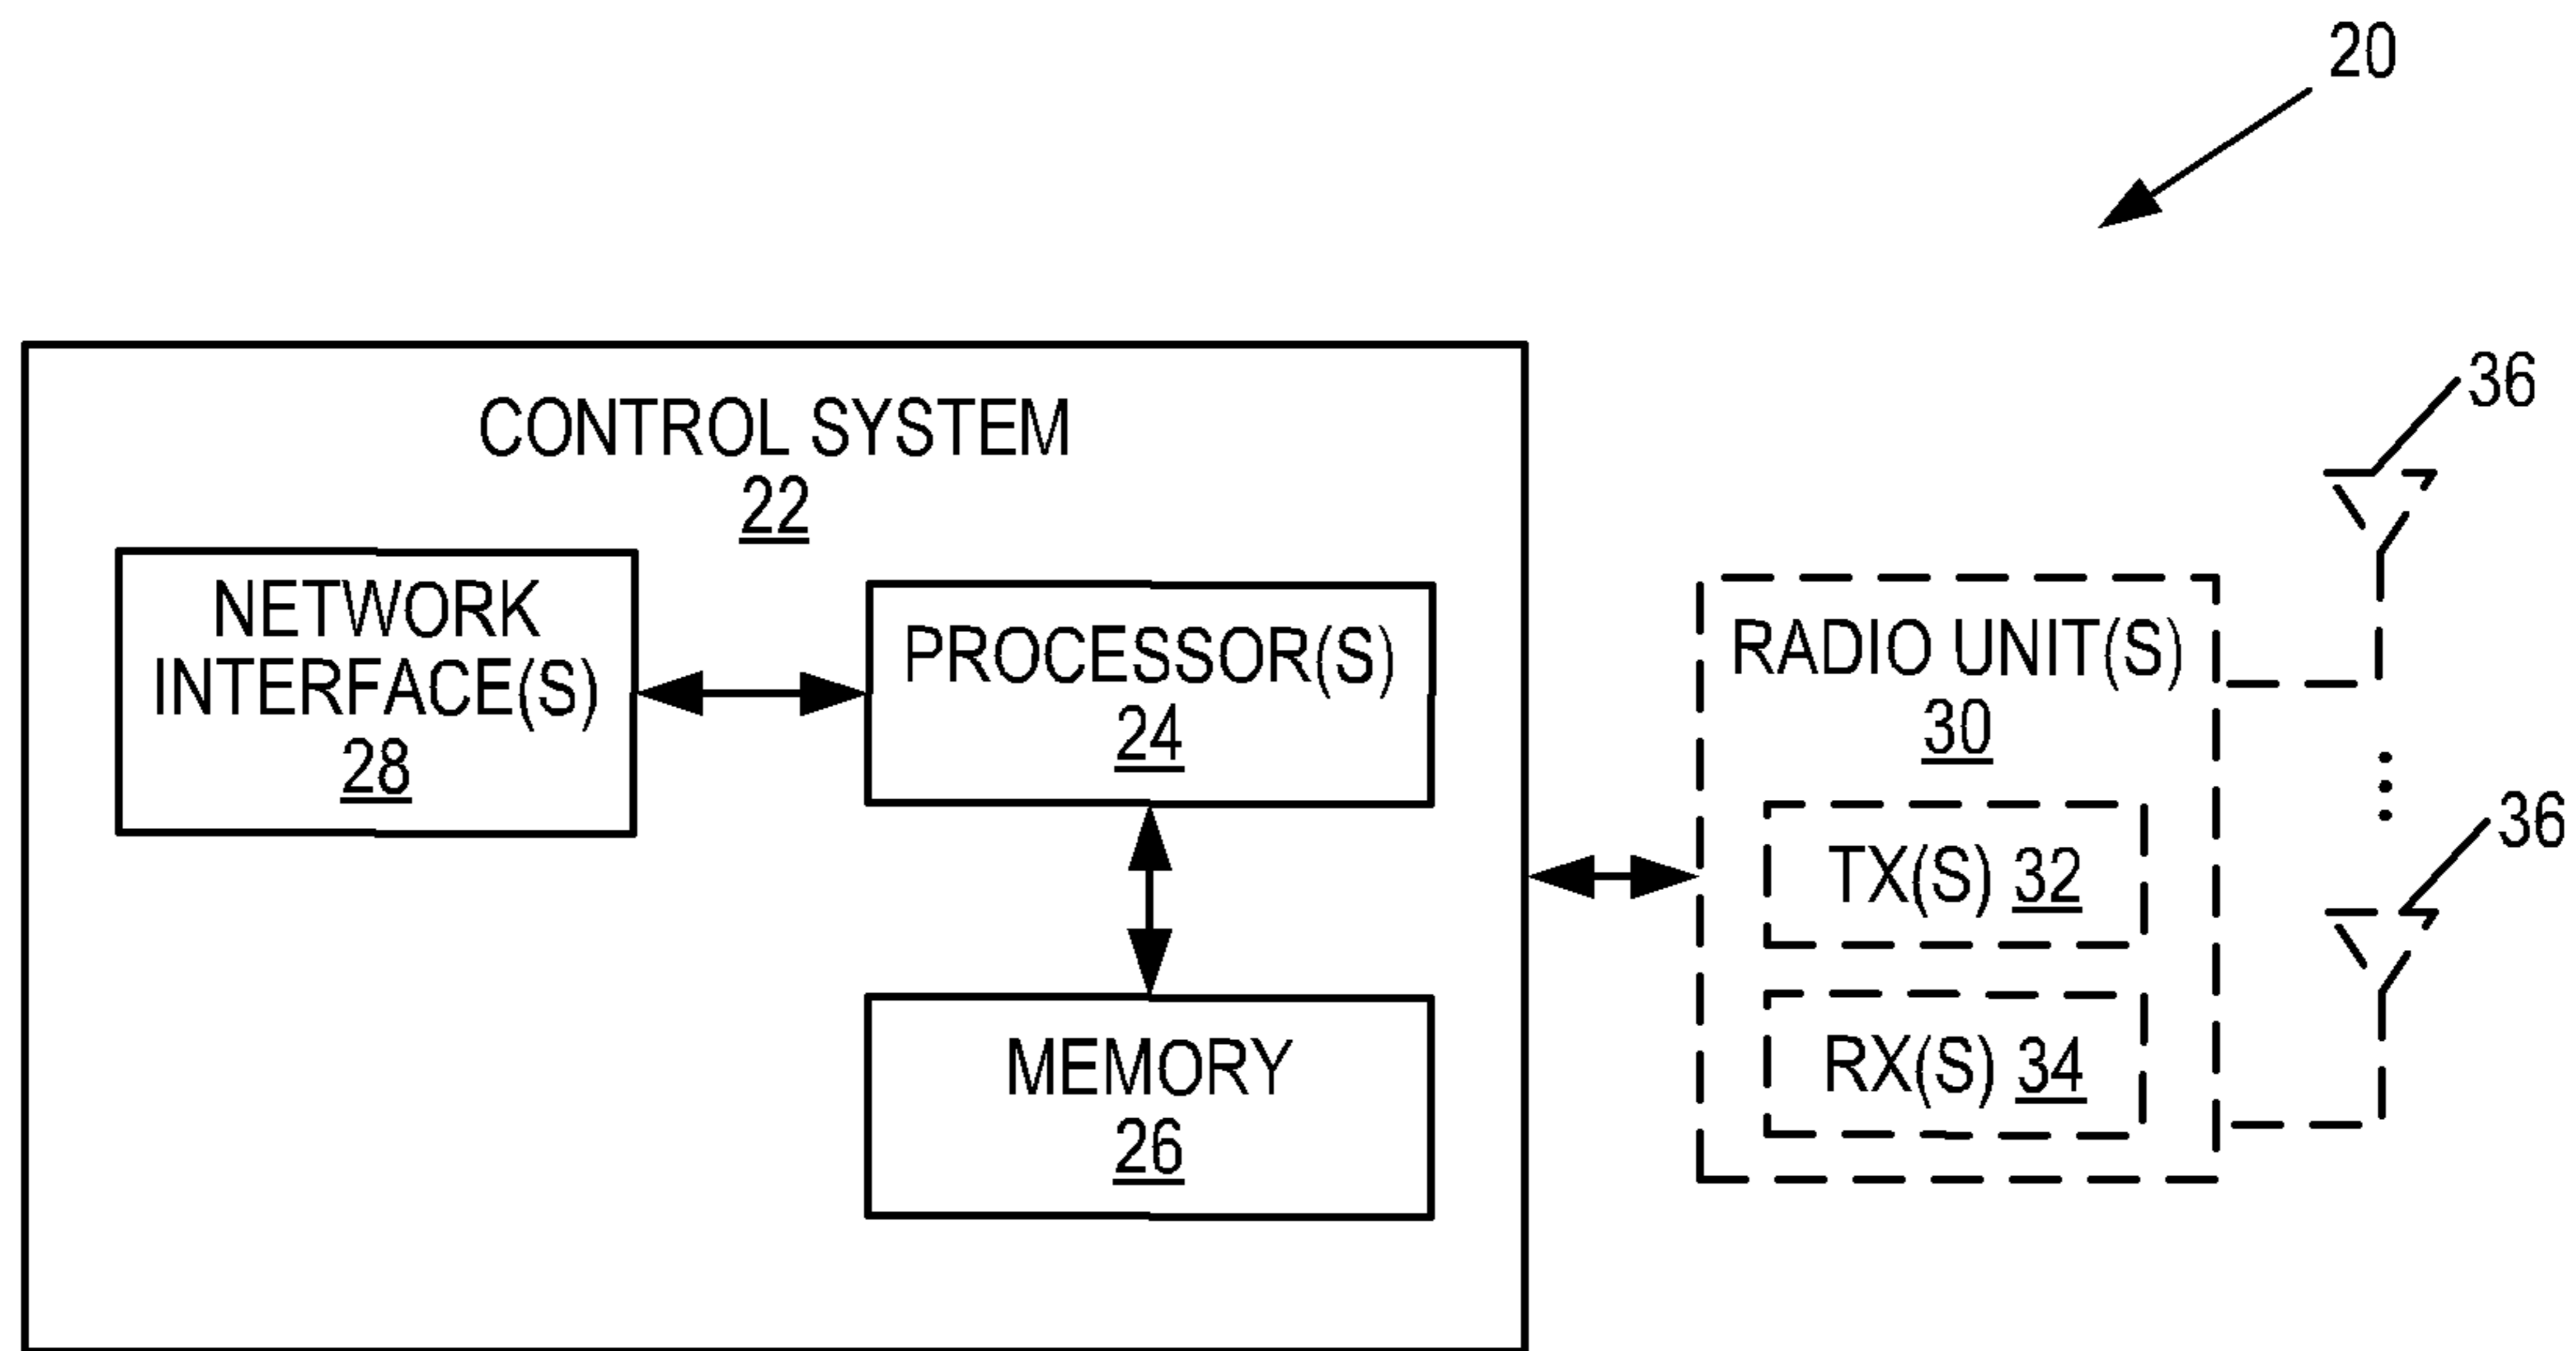 20
CONTROL SYSTEM
22
36
NETWORK
INTERFACE(S)
28
PROCESSOR(S)
24
RADIO UNIT(S)
30
TX(S) 32
36
RX(S) 34
MEMORY
26